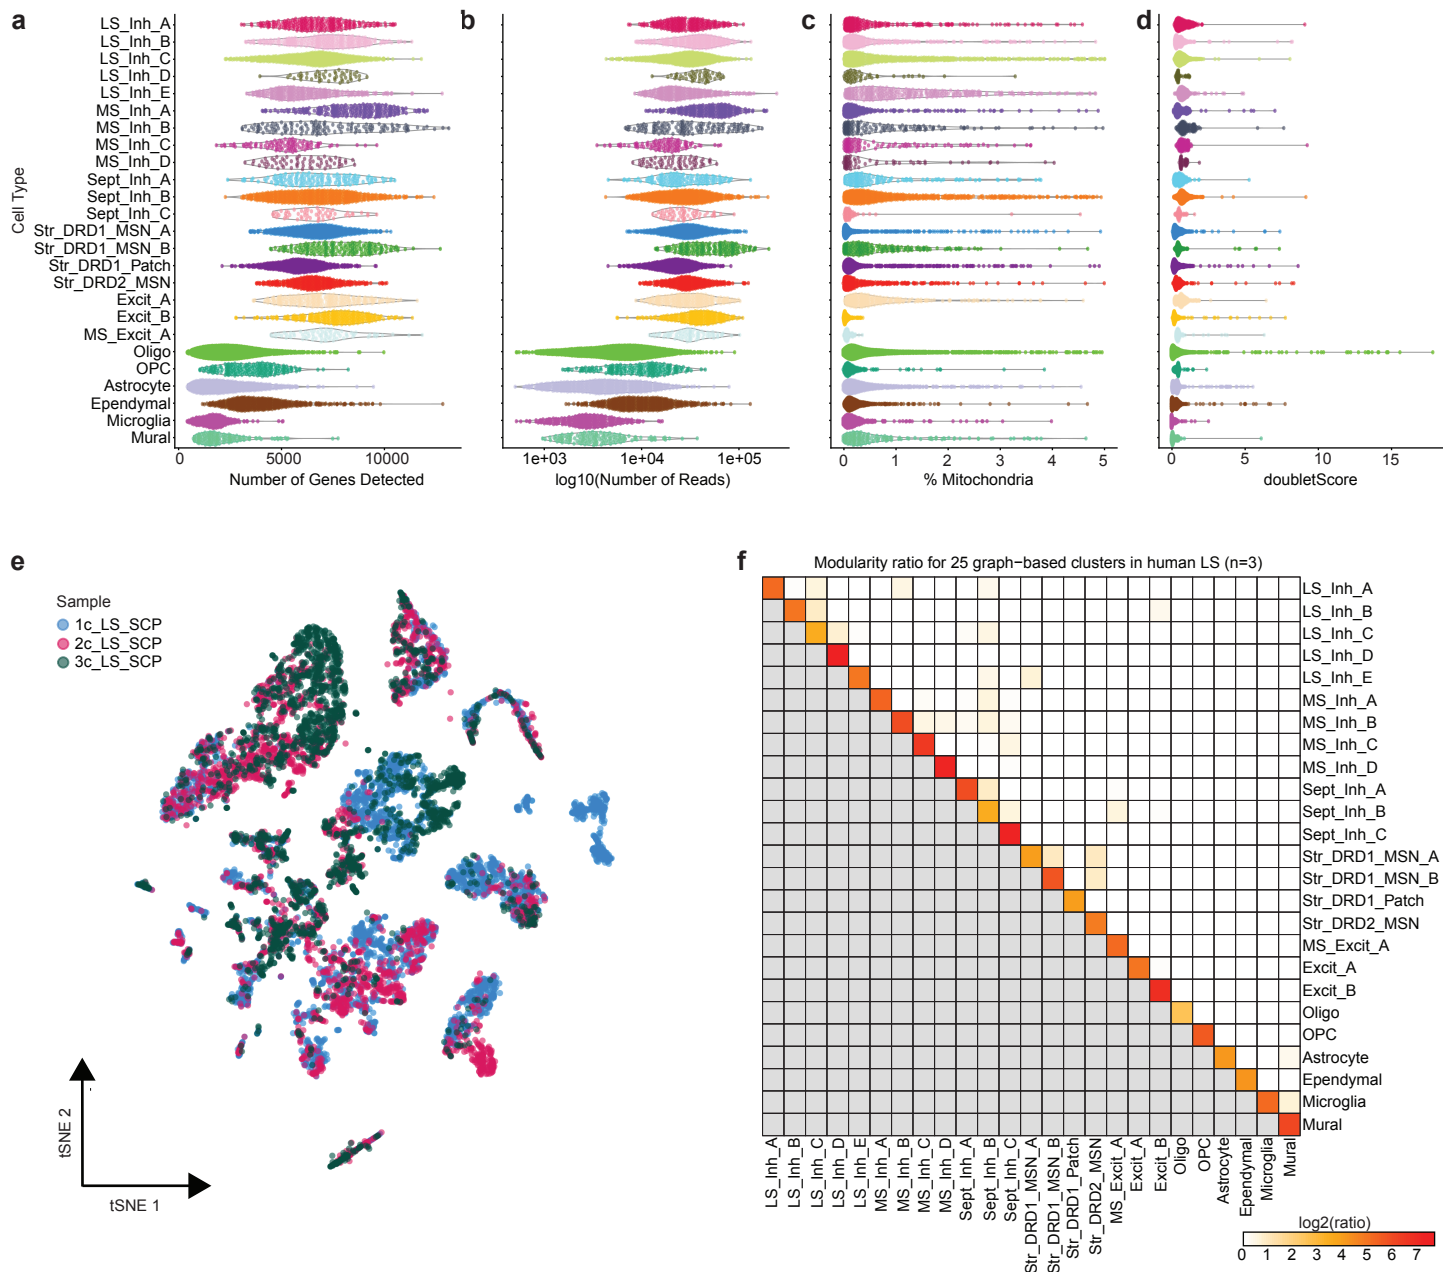 a
b
c
d
Cell Type
LS_Inh_A
LS_Inh_B
LS_Inh_C
LS_Inh_D
LS_Inh_E
MS_Inh_A
MS_Inh_B
MS_Inh_C
MS_Inh_D
Sept_Inh_A
Sept_Inh_B
Sept_Inh_C
Str_DRD1_MSN_A
Str_DRD1_MSN_B
Str_DRD1_Patch
Str_DRD2_MSN
Excit_A
Excit_B
MS_Excit_A
Oligo
OPC
Astrocyte
Ependymal
Microglia
Mural
0 5000 10000
Number of Genes Detected
1e+03 1e+04 1e+05
log10(Number of Reads)
0 1 2 3 4 5
% Mitochondria
0 5 10 15
doubletScore
e
Sample
1c_LS_SCP
2c_LS_SCP
3c_LS_SCP
tSNE 2
tSNE 1
f
Modularity ratio for 25 graph−based clusters in human LS (n=3)
LS_Inh_A
LS_Inh_B
LS_Inh_C
LS_Inh_D
LS_Inh_E
MS_Inh_A
MS_Inh_B
MS_Inh_C
MS_Inh_D
Sept_Inh_A
Sept_Inh_B
Sept_Inh_C
Str_DRD1_MSN_A
Str_DRD1_MSN_B
Str_DRD1_Patch
Str_DRD2_MSN
MS_Excit_A
Excit_A
Excit_B
Oligo
OPC
Astrocyte
Ependymal
Microglia
Mural
LS_Inh_A
LS_Inh_B
LS_Inh_C
LS_Inh_D
LS_Inh_E
MS_Inh_A
MS_Inh_B
MS_Inh_C
MS_Inh_D
Sept_Inh_A
Sept_Inh_B
Sept_Inh_C
Str_DRD1_MSN_A
Str_DRD1_MSN_B
Str_DRD1_Patch
Str_DRD2_MSN
MS_Excit_A
Excit_A
Excit_B
Oligo
OPC
Astrocyte
Ependymal
Microglia
Mural
log2(ratio)
0 1 2 3 4 5 6 7